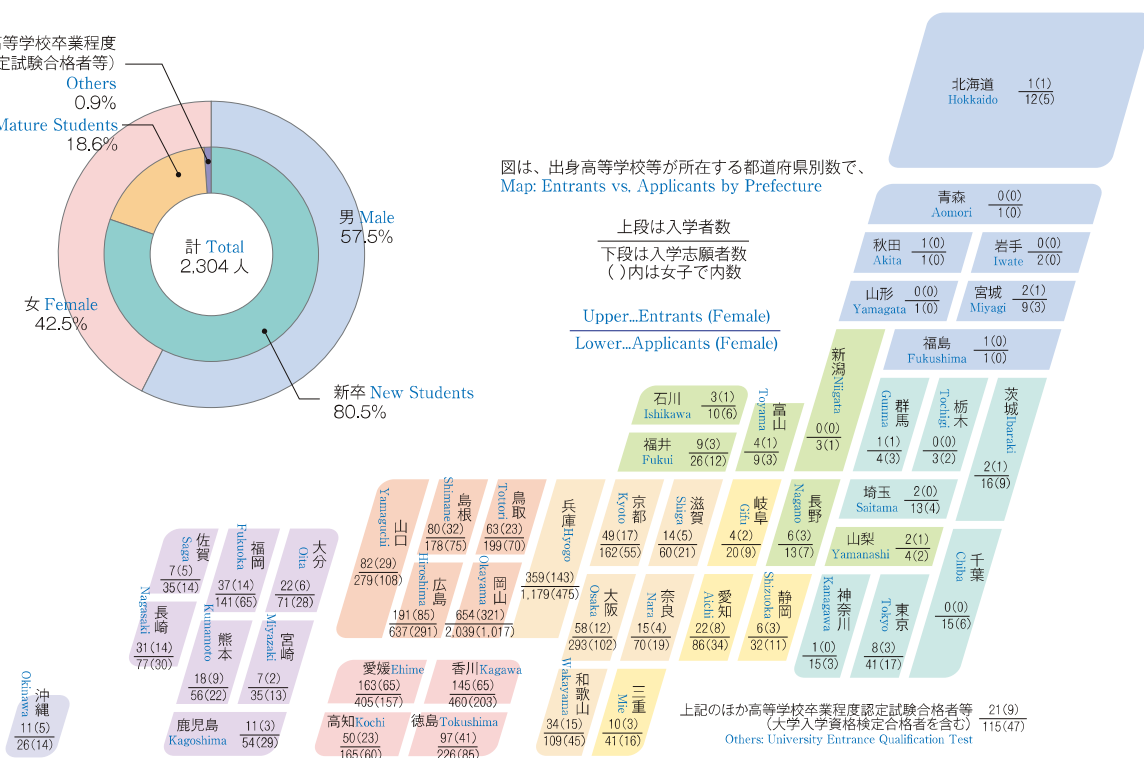 高等学校卒業程度
定試験合格者等)
Others
0.9%
Mature Students
18.6%
計 Total
2,304 人
男 Male
57.5%
女 Female
42.5%
新卒 New Students
80.5%
図は、出身高等学校等が所在する都道府県別数で、
Map: Entrants vs. Applicants by Prefecture
上段は入学者数
下段は入学志願者数
( )内は女子で内数
Upper...Entrants (Female)
Lower...Applicants (Female)
北海道 1(1)
Hokkaido 12(5)
青森 0(0)
Aomori 1(0)
秋田 1(0)
Akita 1(0)
岩手 0(0)
Iwate 2(0)
山形 0(0)
Yamagata 1(0)
宮城 2(1)
Miyagi 9(3)
福島 1(0)
Fukushima 1(0)
新潟 Niigata
0(0)
3(1)
群馬 Gunma
1(1)
4(3)
栃木 Tochigi
0(0)
3(2)
茨城 Ibaraki
2(1)
16(9)
石川 3(1)
Ishikawa 10(6)
富山 Toyama
4(1)
9(3)
福井 9(3)
Fukui 26(12)
埼玉 2(0)
Saitama 13(4)
山梨 2(1)
Yamanashi 4(2)
千葉 Chiba
0(0)
15(6)
長野 Nagano
6(3)
13(7)
岐阜 Gifu
4(2)
20(9)
滋賀 Shiga
14(5)
60(21)
京都 Kyoto
49(17)
162(55)
兵庫 Hyogo
359(143)
1,179(475)
鳥取 Tottori
63(23)
199(70)
島根 Shimane
80(32)
178(75)
山口 Yamaguchi
82(29)
279(108)
広島 Hiroshima
191(85)
637(291)
岡山 Okayama
654(321)
2,039(1,017)
大阪 Osaka
58(12)
293(102)
奈良 Nara
15(4)
70(19)
愛知 Aichi
22(8)
86(34)
静岡 Shizuoka
6(3)
32(11)
神奈川 Kanagawa
1(0)
15(3)
東京 Tokyo
8(3)
41(17)
和歌山 Wakayama
34(15)
109(45)
三重 Mie
10(3)
41(16)
愛媛 Ehime
163(65)
405(157)
香川 Kagawa
145(65)
460(203)
高知 Kochi
50(23)
165(60)
徳島 Tokushima
97(41)
226(85)
佐賀 Saga
7(5)
35(14)
福岡 Fukuoka
37(14)
141(65)
大分 Oita
22(6)
71(28)
長崎 Nagasaki
31(14)
77(30)
熊本 Kumamoto
18(9)
56(22)
宮崎 Miyazaki
7(2)
35(13)
鹿児島 11(3)
Kagoshima 54(29)
沖縄 Okinawa
11(5)
26(14)
上記のほか高等学校卒業程度認定試験合格者等 21(9)
(大学入学資格検定合格者を含む) 115(47)
Others: University Entrance Qualification Test